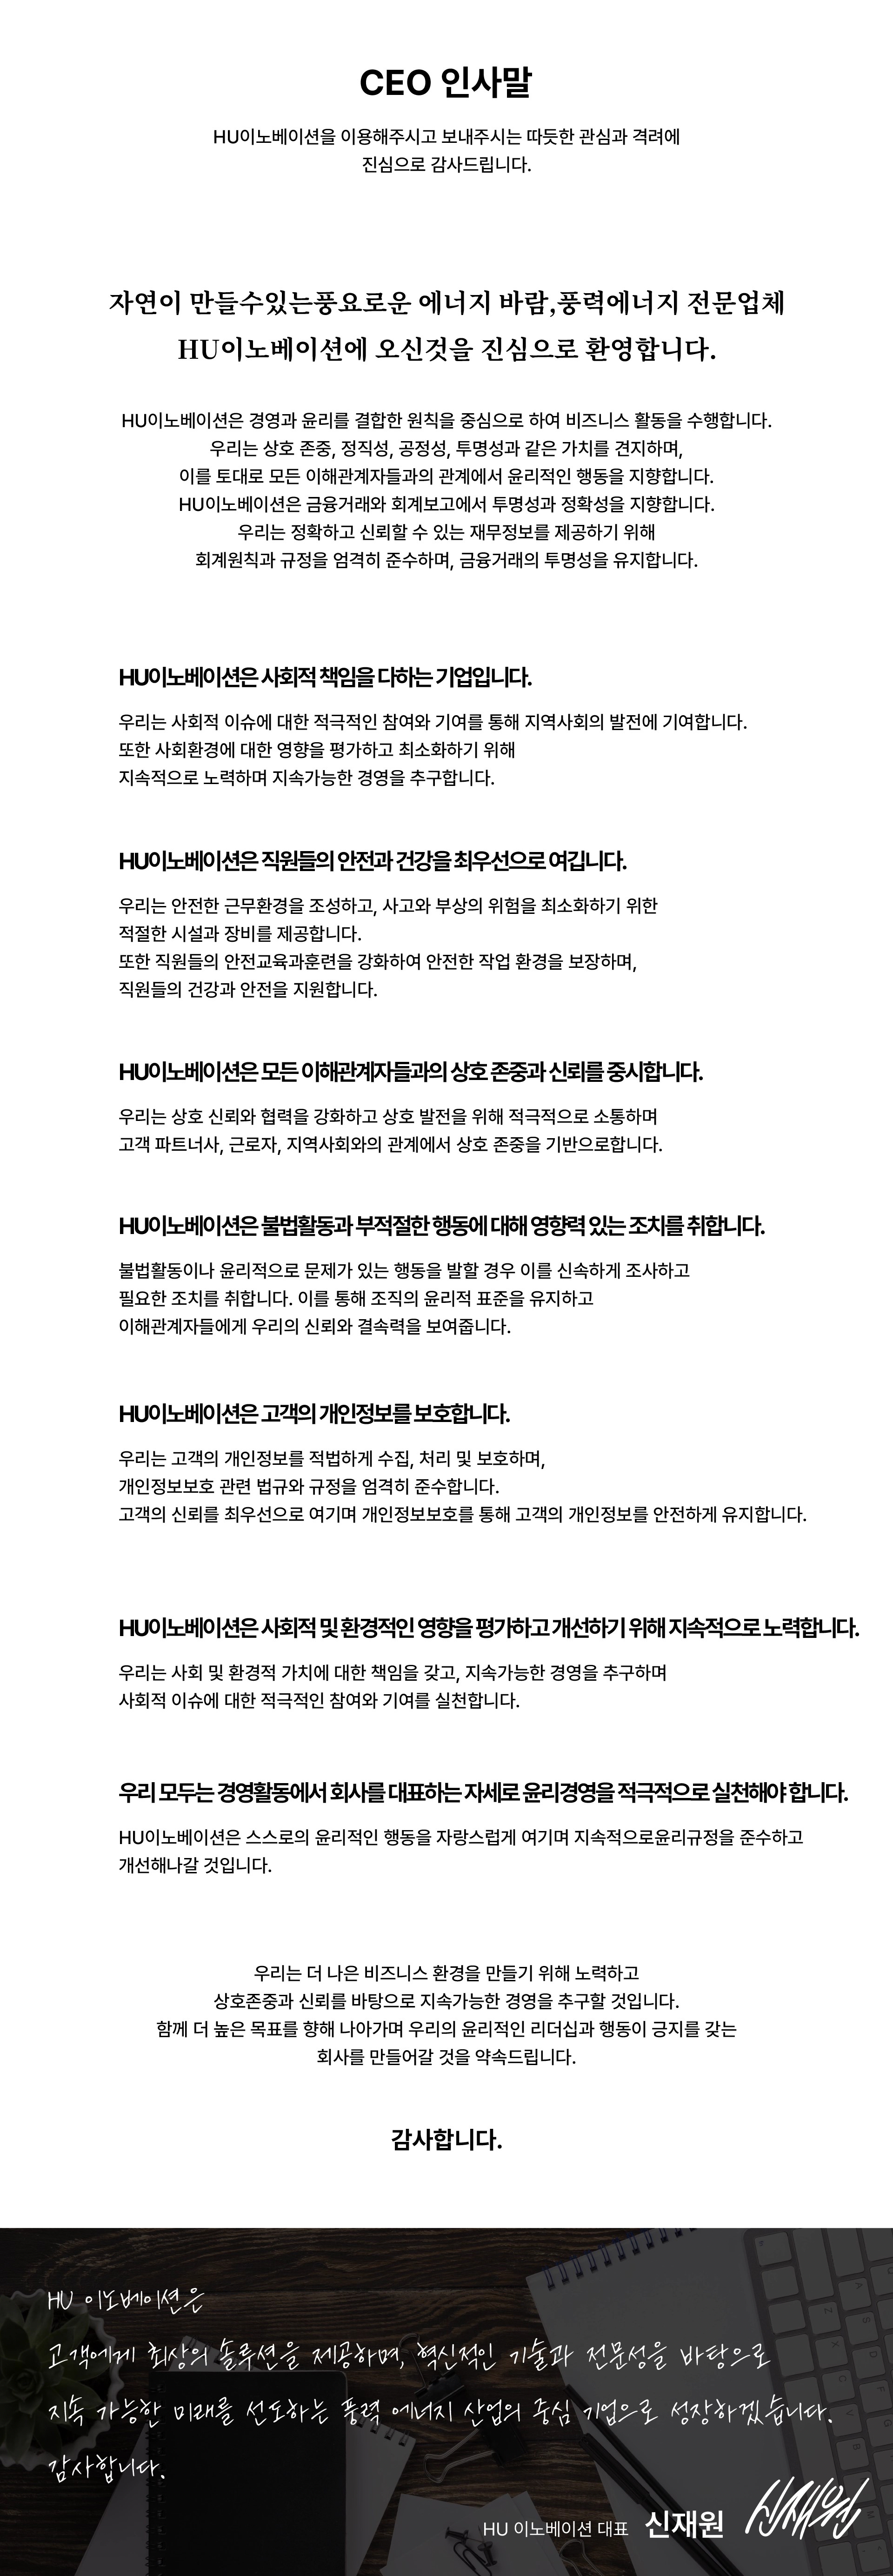 CEO 인사말
HU이노베이션을 이용해주시고 보내주시는 따듯한 관심과 격려에
진심으로 감사드립니다.
자연이 만들수있는풍요로운 에너지 바람,풍력에너지 전문업체
HU이노베이션에 오신것을 진심으로 환영합니다.
HU이노베이션은 경영과 윤리를 결합한 원칙을 중심으로 하여 비즈니스 활동을 수행합니다.
우리는 상호 존중, 정직성, 공정성, 투명성과 같은 가치를 견지하며,
이를 토대로 모든 이해관계자들과의 관계에서 윤리적인 행동을 지향합니다.
HU이노베이션은 금융거래와 회계보고에서 투명성과 정확성을 지향합니다.
우리는 정확하고 신뢰할 수 있는 재무정보를 제공하기 위해
회계원칙과 규정을 엄격히 준수하며, 금융거래의 투명성을 유지합니다.
HU이노베이션은 사회적 책임을 다하는 기업입니다.
우리는 사회적 이슈에 대한 적극적인 참여와 기여를 통해 지역사회의 발전에 기여합니다.
또한 사회환경에 대한 영향을 평가하고 최소화하기 위해
지속적으로 노력하며 지속가능한 경영을 추구합니다.
HU이노베이션은 직원들의 안전과 건강을 최우선으로 여깁니다.
우리는 안전한 근무환경을 조성하고, 사고와 부상의 위험을 최소화하기 위한
적절한 시설과 장비를 제공합니다.
또한 직원들의 안전교육과훈련을 강화하여 안전한 작업 환경을 보장하며,
직원들의 건강과 안전을 지원합니다.
HU이노베이션은 모든 이해관계자들과의 상호 존중과 신뢰를 중시합니다.
우리는 상호 신뢰와 협력을 강화하고 상호 발전을 위해 적극적으로 소통하며
고객 파트너사, 근로자, 지역사회와의 관계에서 상호 존중을 기반으로합니다.
HU이노베이션은 불법활동과 부적절한 행동에 대해 영향력 있는 조치를 취합니다.
불법활동이나 윤리적으로 문제가 있는 행동을 발할 경우 이를 신속하게 조사하고
필요한 조치를 취합니다. 이를 통해 조직의 윤리적 표준을 유지하고
이해관계자들에게 우리의 신뢰와 결속력을 보여줍니다.
HU이노베이션은 고객의 개인정보를 보호합니다.
우리는 고객의 개인정보를 적법하게 수집, 처리 및 보호하며,
개인정보보호 관련 법규와 규정을 엄격히 준수합니다.
고객의 신뢰를 최우선으로 여기며 개인정보보호를 통해 고객의 개인정보를 안전하게 유지합니다.
HU이노베이션은 사회적 및 환경적인 영향을 평가하고 개선하기 위해 지속적으로 노력합니다.
우리는 사회 및 환경적 가치에 대한 책임을 갖고, 지속가능한 경영을 추구하며
사회적 이슈에 대한 적극적인 참여와 기여를 실천합니다.
우리 모두는 경영활동에서 회사를 대표하는 자세로 윤리경영을 적극적으로 실천해야 합니다.
HU이노베이션은 스스로의 윤리적인 행동을 자랑스럽게 여기며 지속적으로윤리규정을 준수하고
개선해나갈 것입니다.
우리는 더 나은 비즈니스 환경을 만들기 위해 노력하고
상호존중과 신뢰를 바탕으로 지속가능한 경영을 추구할 것입니다.
함께 더 높은 목표를 향해 나아가며 우리의 윤리적인 리더십과 행동이 긍지를 갖는
회사를 만들어갈 것을 약속드립니다.
감사합니다.
HU 이노베이션은
고객에게 최상의 솔루션을 제공하며, 혁신적인 기술과 전문성을 바탕으로
지속 가능한 미래를 선도하는 풍력 에너지 산업의 중심 기업으로 성장하겠습니다.
감사합니다.
HU 이노베이션 대표 신재원 신재원